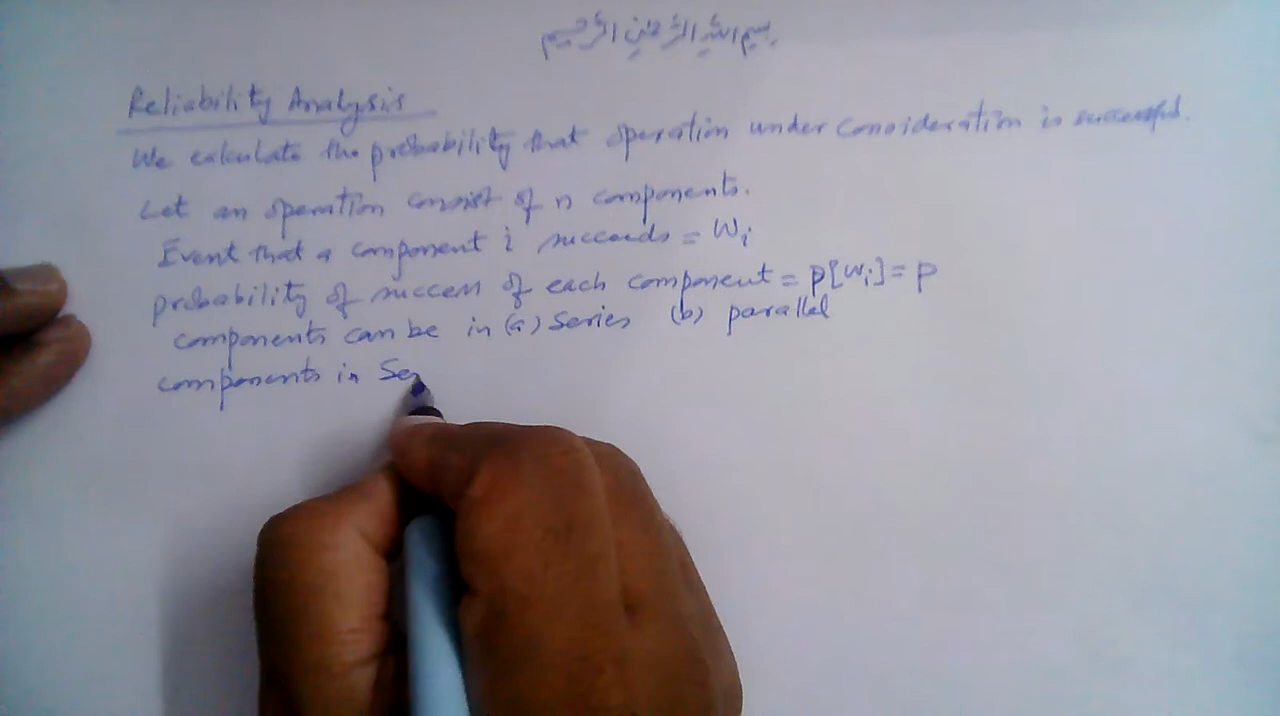 بسم الله الرحمن الرحيم
Reliability Analysis
We calculate the probability that operation under consideration is successful.
Let an operation consist of n components.
Event that a component i succeeds = Wi
probability of success of each component = p[Wi] = p
components can be in (a) Series (b) parallel
components in Se